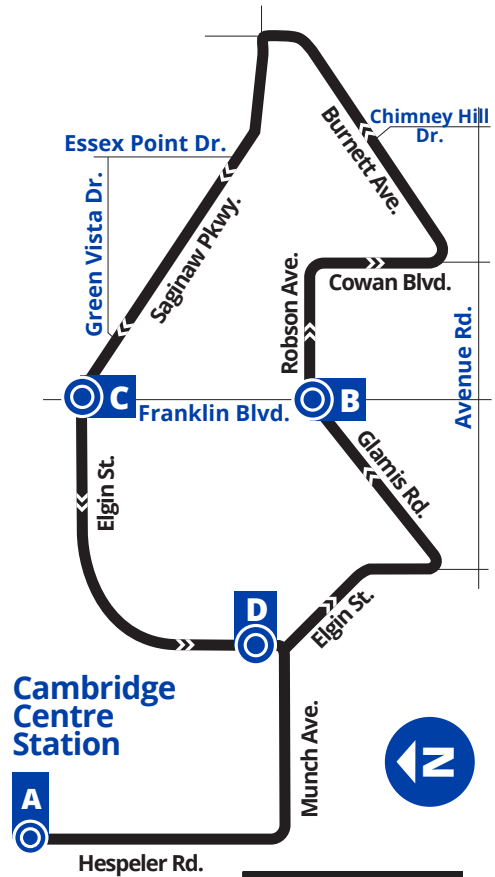 Chimney Hill
Dr.
Burnett Ave.
Essex Point Dr.
Green Vista Dr.
Saginaw Pkwy.
Robson Ave.
Cowan Blvd.
Avenue Rd.
C
Franklin Blvd.
B
Glamis Rd.
Elgin St.
D
Elgin St.
Cambridge
Centre
Station
Munch Ave.
N
A
Hespeler Rd.